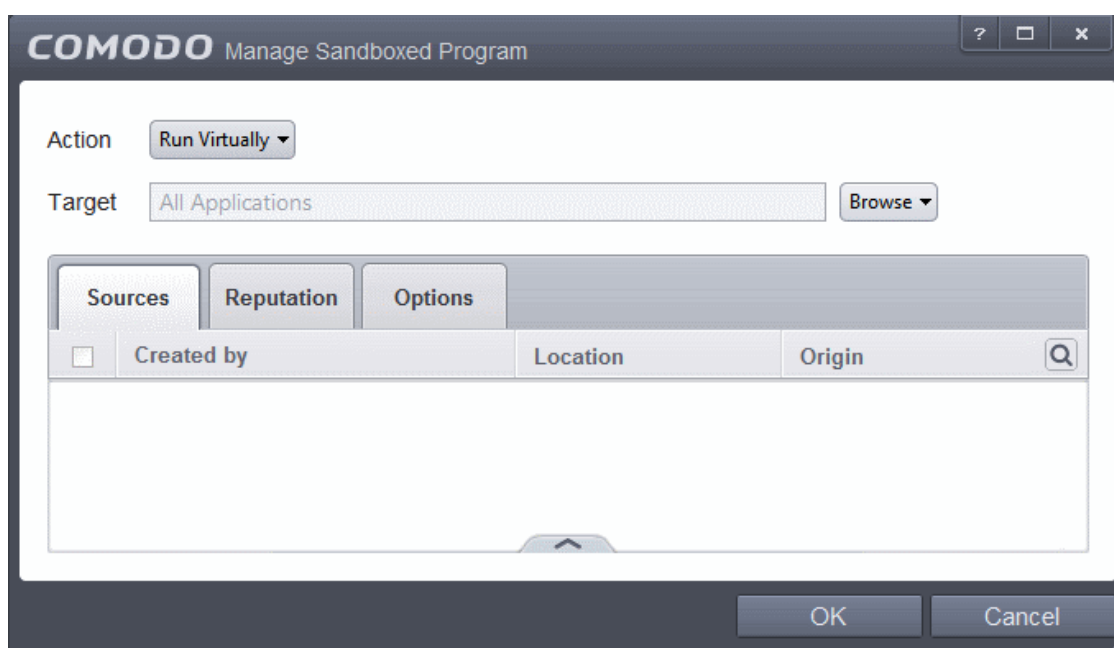 COMODO Manage Sandboxed Program ?
Action Run Virtually
Target All Applications Browse
Sources Reputation Options
Created by Location Origin
OK Cancel